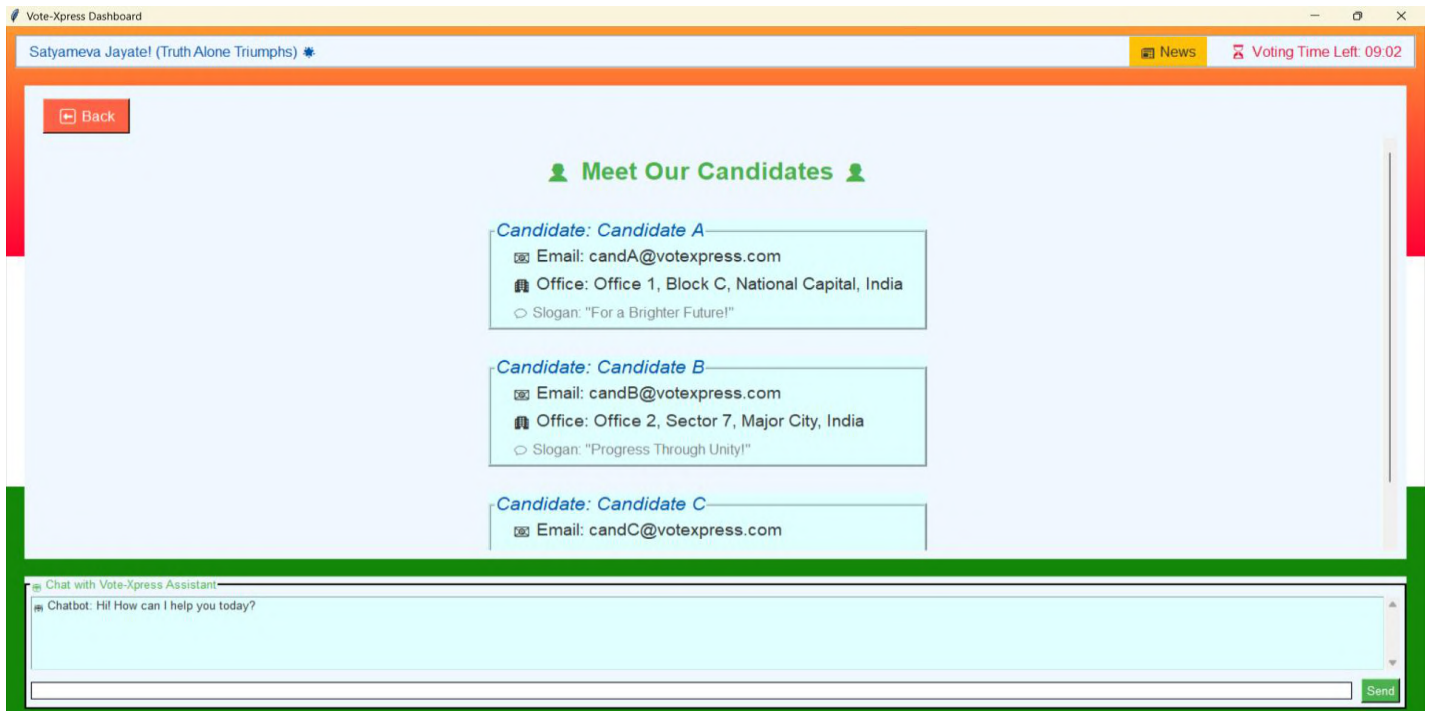 Vote-Xpress Dashboard
Satyameva Jayate! (Truth Alone Triumphs)
News
Voting Time Left: 09:02
Back
Meet Our Candidates
Candidate: Candidate A
Email: candA@votexpress.com
Office: Office 1, Block C, National Capital, India
Slogan: "For a Brighter Future!"
Candidate: Candidate B
Email: candB@votexpress.com
Office: Office 2, Sector 7, Major City, India
Slogan: "Progress Through Unity!"
Candidate: Candidate C
Email: candC@votexpress.com
Chat with Vote-Xpress Assistant
Chatbot: Hi! How can I help you today?
Send